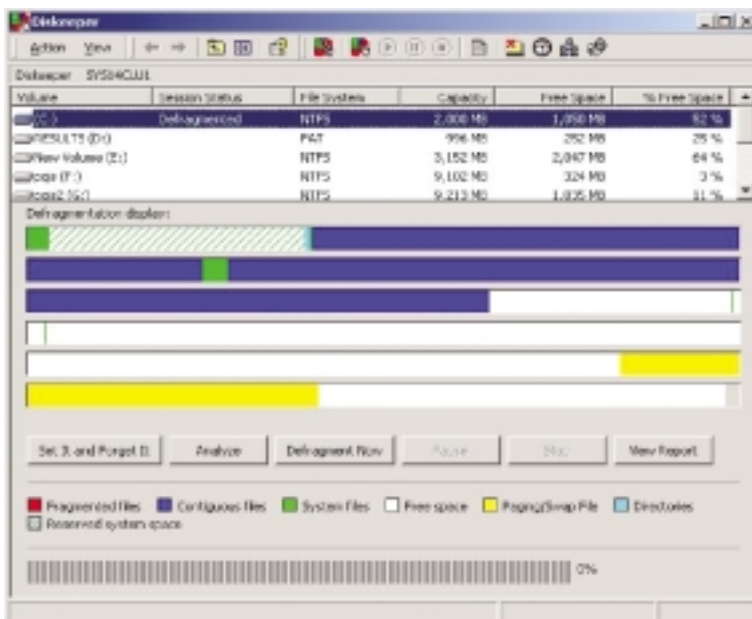 Diskeeper
Action View
Diskeeper SYS14CLU1
Volume Session Status File System Capacity Free Space % Free Space
(C:) Defragmented NTFS 2,000 MB 1,050 MB 52 %
RESULTS (D:) FAT 996 MB 252 MB 25 %
New Volume (E:) NTFS 3,152 MB 2,047 MB 64 %
(F:) NTFS 9,102 MB 324 MB 3 %
(G:) NTFS 9,213 MB 1,035 MB 11 %
Defragmentation display:
Set It and Forget It Analyze Defragment Now Pause Stop View Report
Fragmented files Contiguous files System files Free space Paging/Swap File Directories
Reserved system space
0%